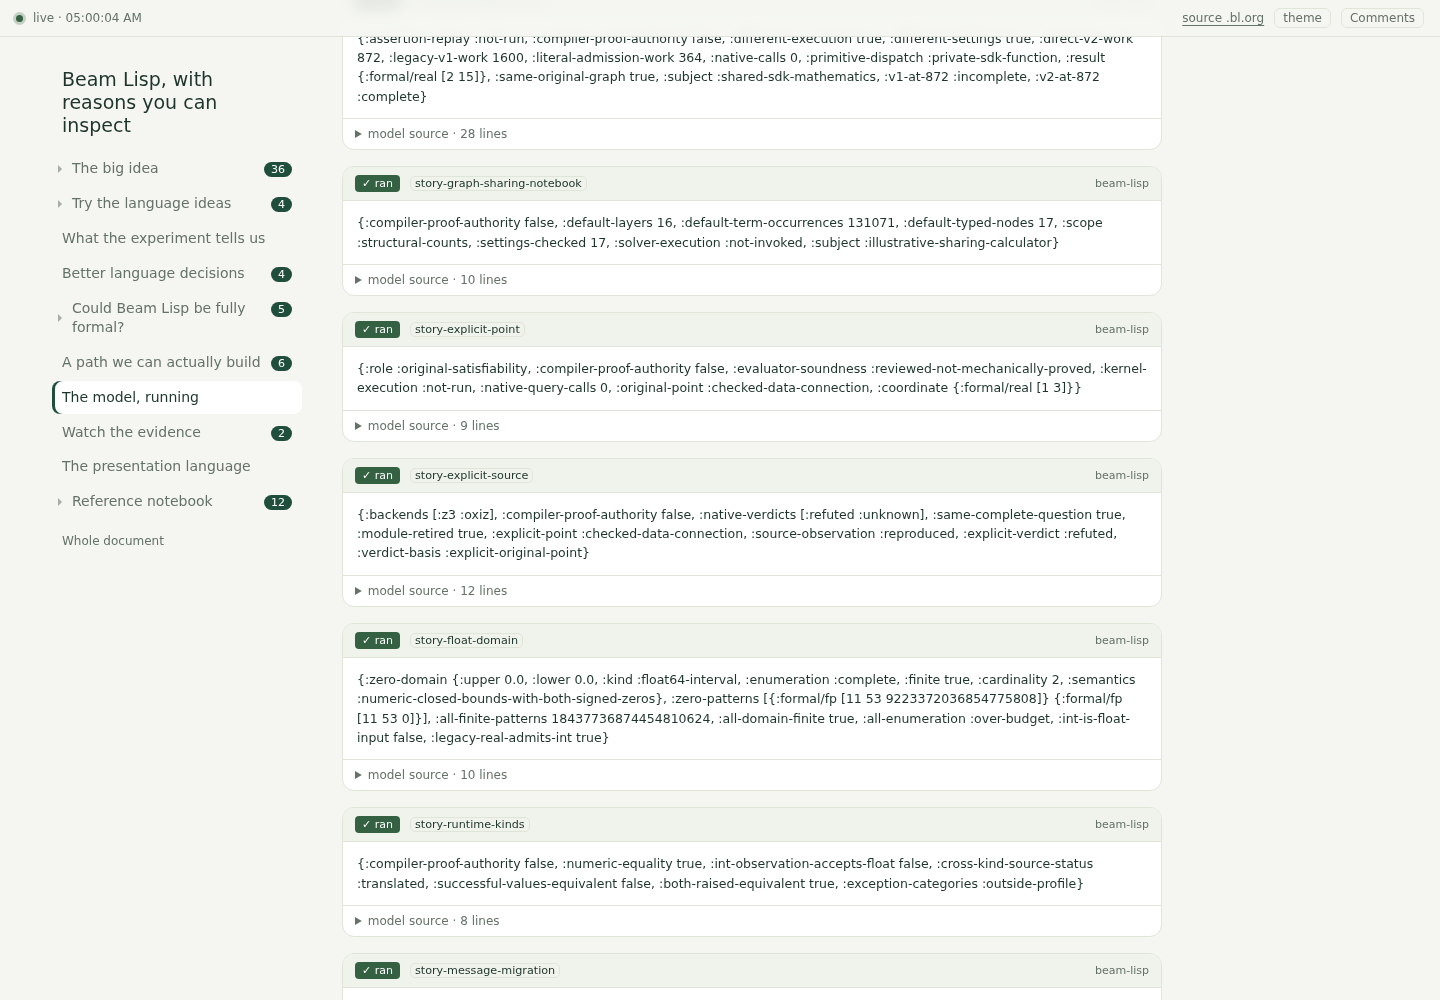 live · 05:00:04 AM
source .bl.org
theme
Comments
Beam Lisp, with
reasons you can
inspect
The big idea 36
Try the language ideas 4
What the experiment tells us
Better language decisions 4
Could Beam Lisp be fully 5
formal?
A path we can actually build 6
The model, running
Watch the evidence 2
The presentation language
Reference notebook 12
Whole document
{:assertion-replay :not-run, :compiler-proof-authority false, :different-execution true, :different-settings true, :direct-v2-work
872, :legacy-v1-work 1600, :literal-admission-work 364, :native-calls 0, :primitive-dispatch :private-sdk-function, :result
{:formal/real [2 15]}, :same-original-graph true, :subject :shared-sdk-mathematics, :v1-at-872 :incomplete, :v2-at-872
:complete}
▶ model source · 28 lines
✓ ran story-graph-sharing-notebook beam-lisp
{:compiler-proof-authority false, :default-layers 16, :default-term-occurrences 131071, :default-typed-nodes 17, :scope
:structural-counts, :settings-checked 17, :solver-execution :not-invoked, :subject :illustrative-sharing-calculator}
▶ model source · 10 lines
✓ ran story-explicit-point beam-lisp
{:role :original-satisfiability, :compiler-proof-authority false, :evaluator-soundness :reviewed-not-mechanically-proved, :kernel-
execution :not-run, :native-query-calls 0, :original-point :checked-data-connection, :coordinate {:formal/real [1 3]}}
▶ model source · 9 lines
✓ ran story-explicit-source beam-lisp
{:backends [:z3 :oxiz], :compiler-proof-authority false, :native-verdicts [:refuted :unknown], :same-complete-question true,
:module-retired true, :explicit-point :checked-data-connection, :source-observation :reproduced, :explicit-verdict :refuted,
:verdict-basis :explicit-original-point}
▶ model source · 12 lines
✓ ran story-float-domain beam-lisp
{:zero-domain {:upper 0.0, :lower 0.0, :kind :float64-interval, :enumeration :complete, :finite true, :cardinality 2, :semantics
:numeric-closed-bounds-with-both-signed-zeros}, :zero-patterns [{:formal/fp [11 53 9223372036854775808]} {:formal/fp
[11 53 0]}], :all-finite-patterns 18437736874454810624, :all-domain-finite true, :all-enumeration :over-budget, :int-is-float-
input false, :legacy-real-admits-int true}
▶ model source · 10 lines
✓ ran story-runtime-kinds beam-lisp
{:compiler-proof-authority false, :numeric-equality true, :int-observation-accepts-float false, :cross-kind-source-status
:translated, :successful-values-equivalent false, :both-raised-equivalent true, :exception-categories :outside-profile}
▶ model source · 8 lines
✓ ran story-message-migration beam-lisp